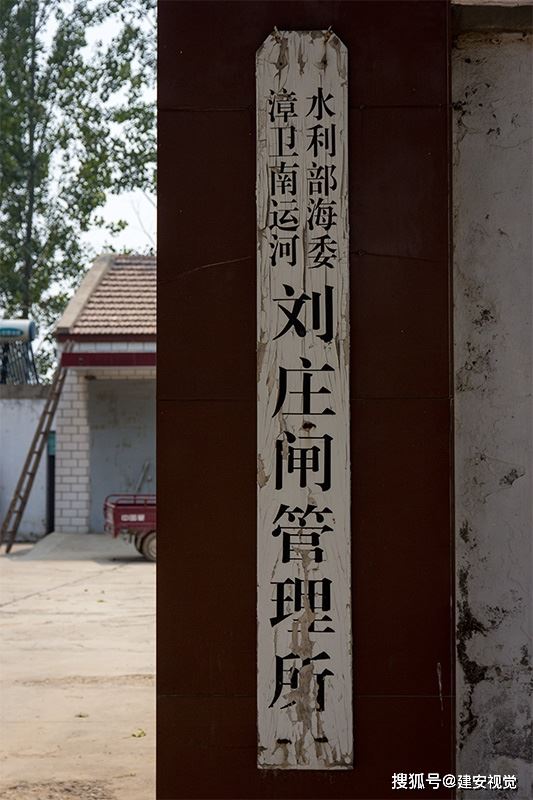 水利部海委
漳卫南运河
刘庄闸管理所
搜狐号@建安视觉